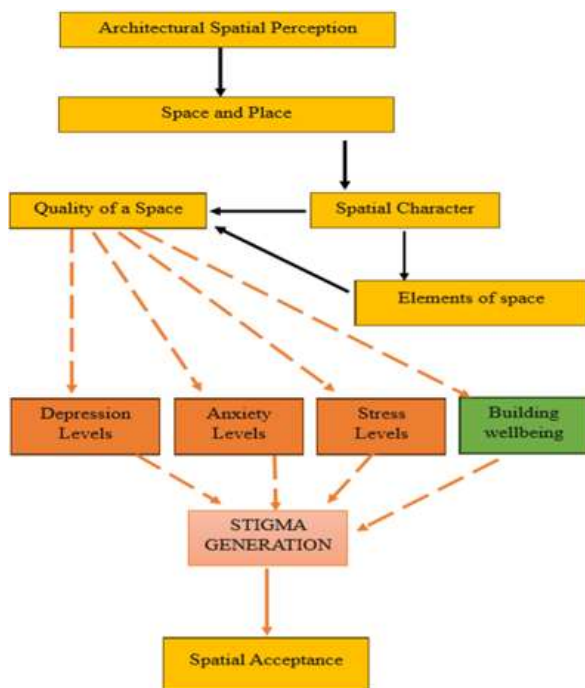 Architectural Spatial Perception
Space and Place
Quality of a Space
Spatial Character
Elements of space
Depression
Levels
Anxiety
Levels
Stress
Levels
Building
wellbeing
STIGMA
GENERATION
Spatial Acceptance